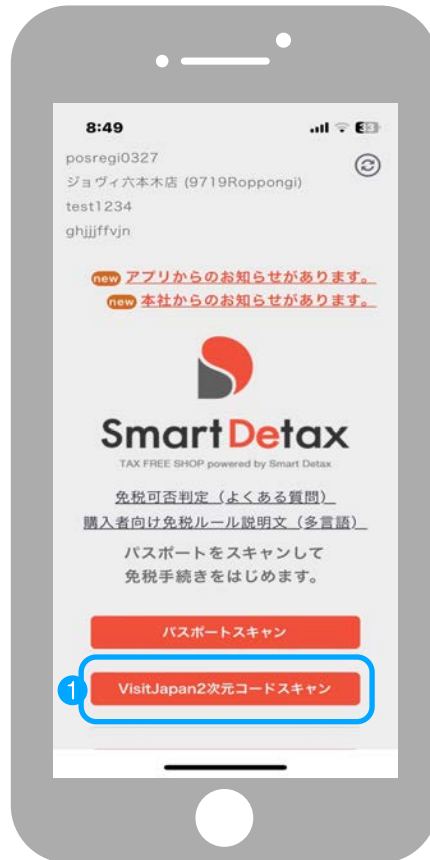 8:49
posregi0327
ジョヴィ六本木店 (9719Roppongi)
test1234
ghjjjffvjn
new アプリからのお知らせがあります。
new 本社からのお知らせがあります。
SmartDetax
TAX FREE SHOP powered by Smart Detax
免税可否判定（よくある質問）
購入者向け免税ルール説明文（多言語）
パスポートをスキャンして
免税手続きをはじめます。
パスポートスキャン
1 VisitJapan2次元コードスキャン